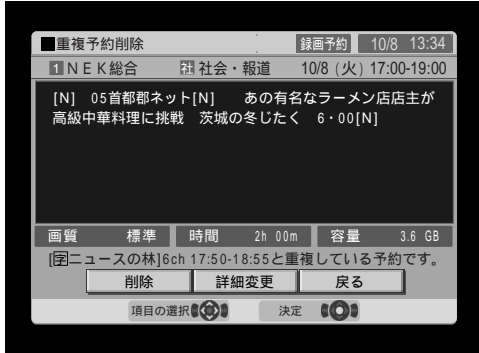 ■重複予約削除 録画予約 10/8 13:34
1 NEK総合 社 社会・報道 10/8 (火) 17:00-19:00
[N] 05首都郡ネット[N] あの有名なラーメン店店主が
高級中華料理に挑戦 茨城の冬じたく 6・00[N]
画質 標準 時間 2h 00m 容量 3.6 GB
[字ニュースの林]6ch 17:50-18:55と重複している予約です。
削除 詳細変更 戻る
項目の選択 決定